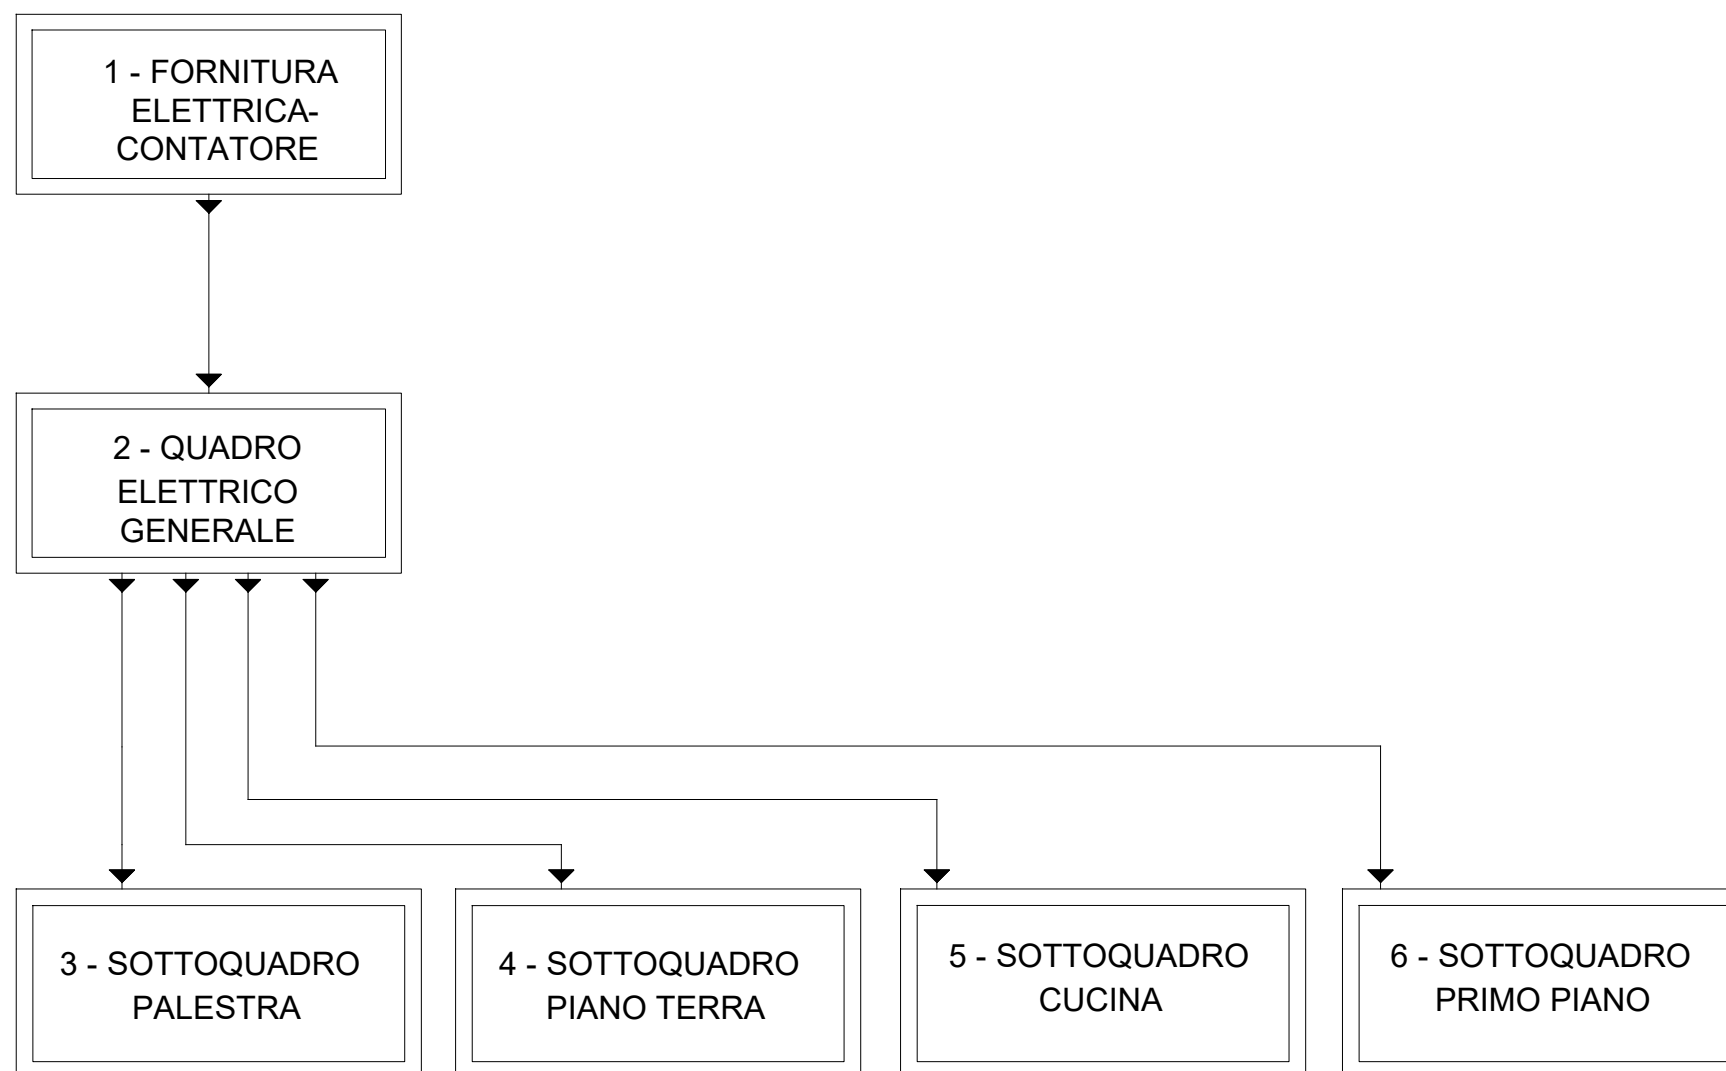 1 - FORNITURA
ELETTRICA-
CONTATORE
2 - QUADRO
ELETTRICO
GENERALE
3 - SOTTOQUADRO
PALESTRA
4 - SOTTOQUADRO
PIANO TERRA
5 - SOTTOQUADRO
CUCINA
6 - SOTTOQUADRO
PRIMO PIANO